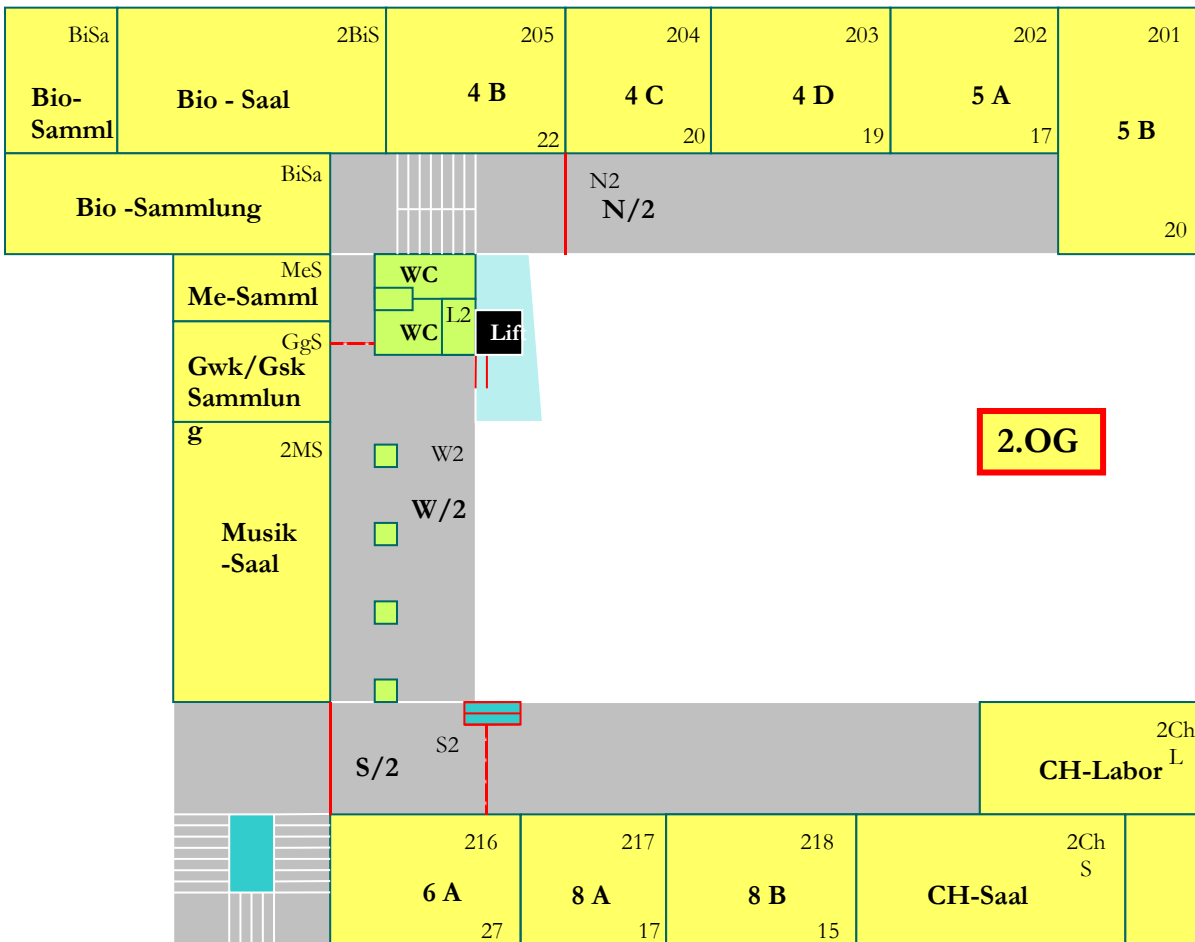 BiSa
Bio-
Samml
2BiS
Bio - Saal
205
4 B
22
204
4 C
20
203
4 D
19
202
5 A
17
201
5 B
20
BiSa
Bio -Sammlung
N2
N/2
MeS
Me-Samml
WC
WC
L2
Lif
GgS
Gwk/Gsk
Sammlun
g
2MS
Musik
-Saal
W2
W/2
2.OG
S2
S/2
2Ch
L
CH-Labor
216
6 A
27
217
8 A
17
218
8 B
15
2Ch
S
CH-Saal